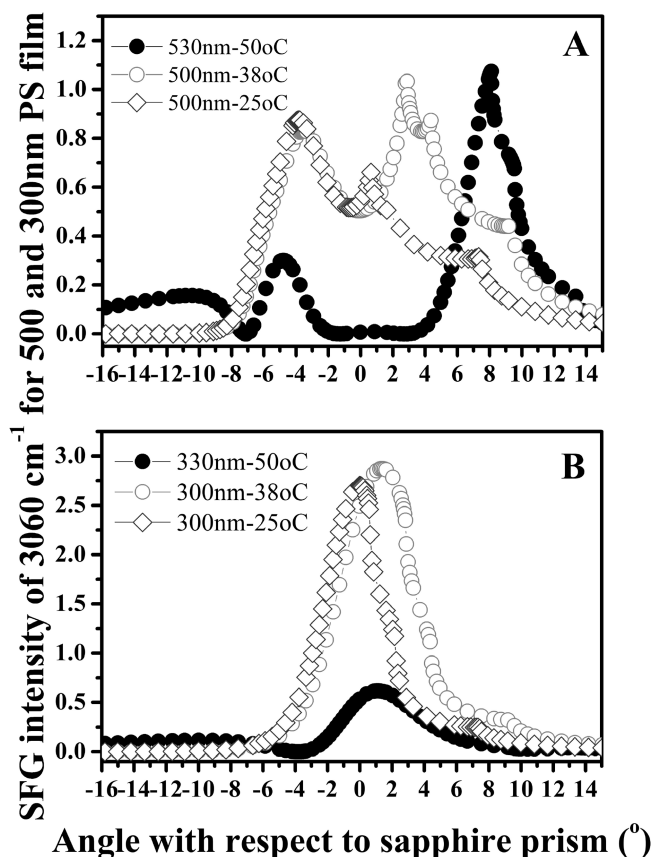 SFG intensity of 3060 cm⁻¹ for 500 and 300nm PS film
A
530nm-50oC
500nm-38oC
500nm-25oC
1.2
1.0
0.8
0.6
0.4
0.2
0.0
-16 -14 -12 -10 -8 -6 -4 -2 0 2 4 6 8 10 12 14
B
330nm-50oC
300nm-38oC
300nm-25oC
3.0
2.5
2.0
1.5
1.0
0.5
0.0
-16 -14 -12 -10 -8 -6 -4 -2 0 2 4 6 8 10 12 14
Angle with respect to sapphire prism (°)